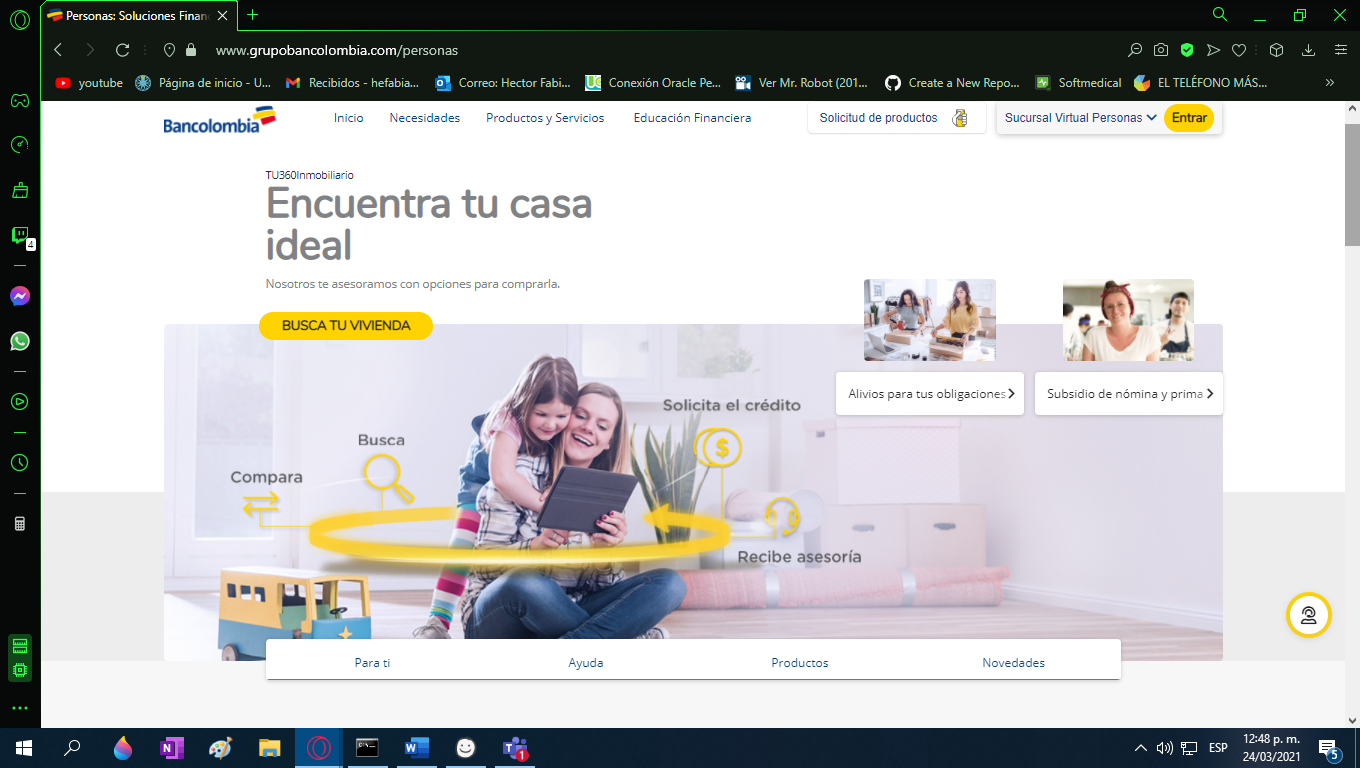 Personas: Soluciones Finan
www.grupobancolombia.com/personas
youtube
Página de inicio - U...
Recibidos - hefabia...
Correo: Hector Fabi...
Conexión Oracle Pe...
Ver Mr. Robot (201...
Create a New Repo...
Softmedical
EL TELÉFONO MÁS...
»
Bancolombia
Inicio
Necesidades
Productos y Servicios
Educación Financiera
Solicitud de productos
Sucursal Virtual Personas
Entrar
TU360Inmobiliario
Encuentra tu casa
ideal
Nosotros te asesoramos con opciones para comprarla.
BUSCA TU VIVIENDA
Alivios para tus obligaciones
Subsidio de nómina y prima
Solicita el crédito
$
Busca
Compara
Recibe asesoría
Para ti
Ayuda
Productos
Novedades
4
1
ESP
12:48 p. m.
24/03/2021
5